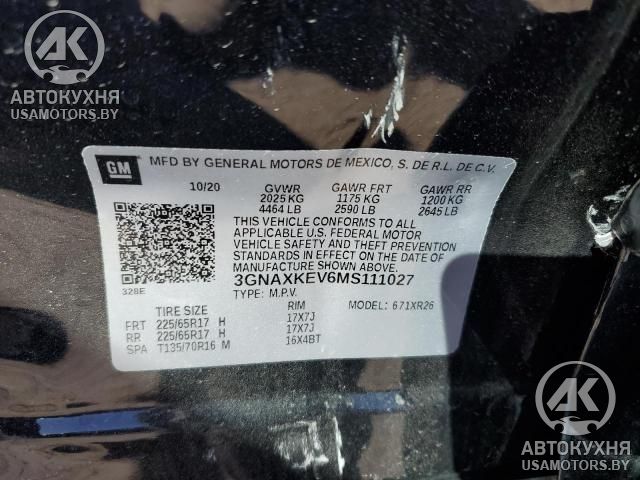 АК
АВТОКУХНЯ
USAMOTORS.BY
GM
MFD BY GENERAL MOTORS DE MEXICO, S. DE R.L. DE C.V.
10/20 GVWR GAWR FRT GAWR RR
2025 KG 1175 KG 1200 KG
4464 LB 2590 LB 2645 LB
THIS VEHICLE CONFORMS TO ALL
APPLICABLE U.S. FEDERAL MOTOR
VEHICLE SAFETY AND THEFT PREVENTION
STANDARDS IN EFFECT ON THE DATE OF
MANUFACTURE SHOWN ABOVE.
3GNAXKEV6MS111027
328E
TYPE: M.P.V. MODEL: 671XR26
TIRE SIZE RIM
FRT 225/65R17 H 17X7J
RR 225/65R17 H 17X7J
SPA T135/70R16 M 16X4BT
АК
АВТОКУХНЯ
USAMOTORS.BY